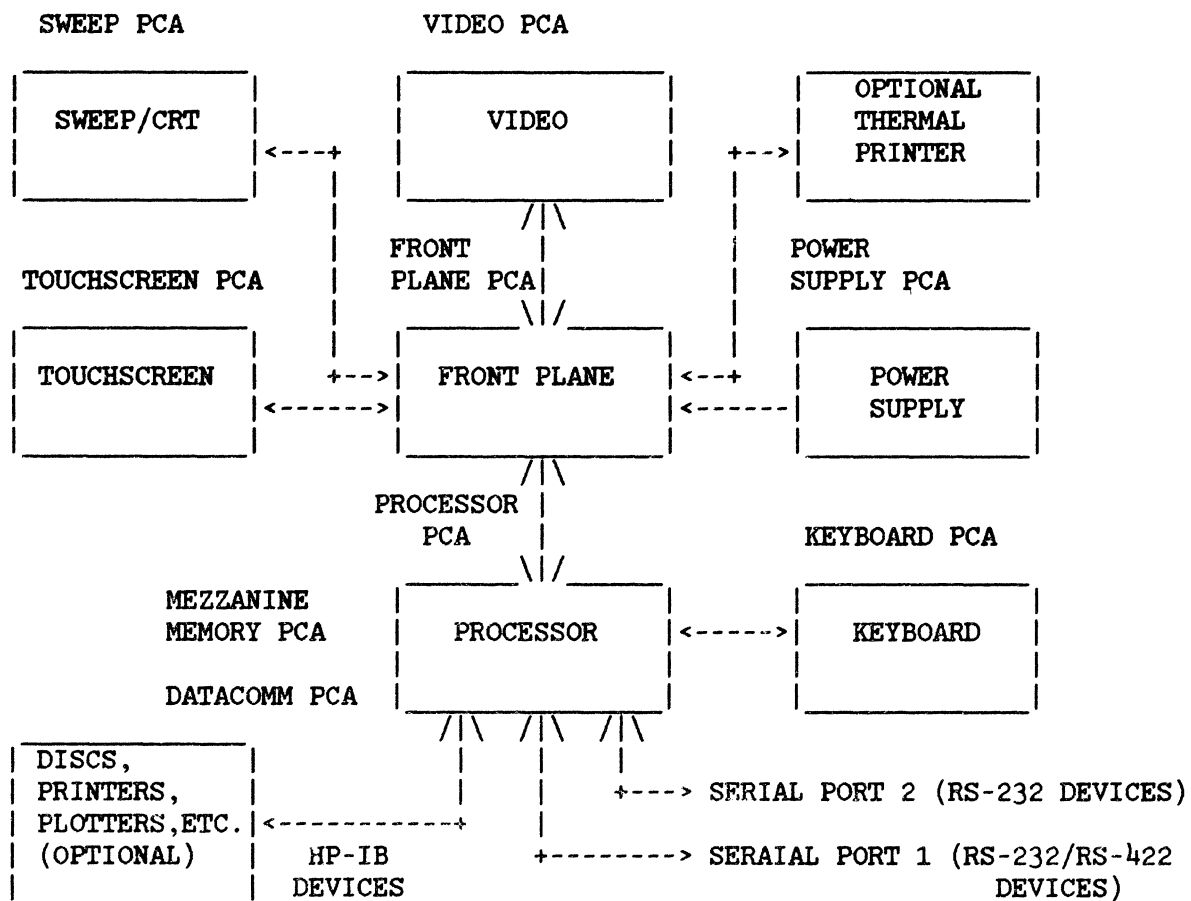 SWEEP PCA
VIDEO PCA
SWEEP/CRT
VIDEO
OPTIONAL
THERMAL
PRINTER
FRONT
PLANE PCA
POWER
SUPPLY PCA
TOUCHSCREEN PCA
TOUCHSCREEN
FRONT PLANE
POWER
SUPPLY
PROCESSOR
PCA
KEYBOARD PCA
MEZZANINE
MEMORY PCA
DATACOMM PCA
PROCESSOR
KEYBOARD
DISCS,
PRINTERS,
PLOTTERS,ETC.
(OPTIONAL)
HP-IB
DEVICES
SERIAL PORT 2 (RS-232 DEVICES)
SERAIAL PORT 1 (RS-232/RS-422
DEVICES)